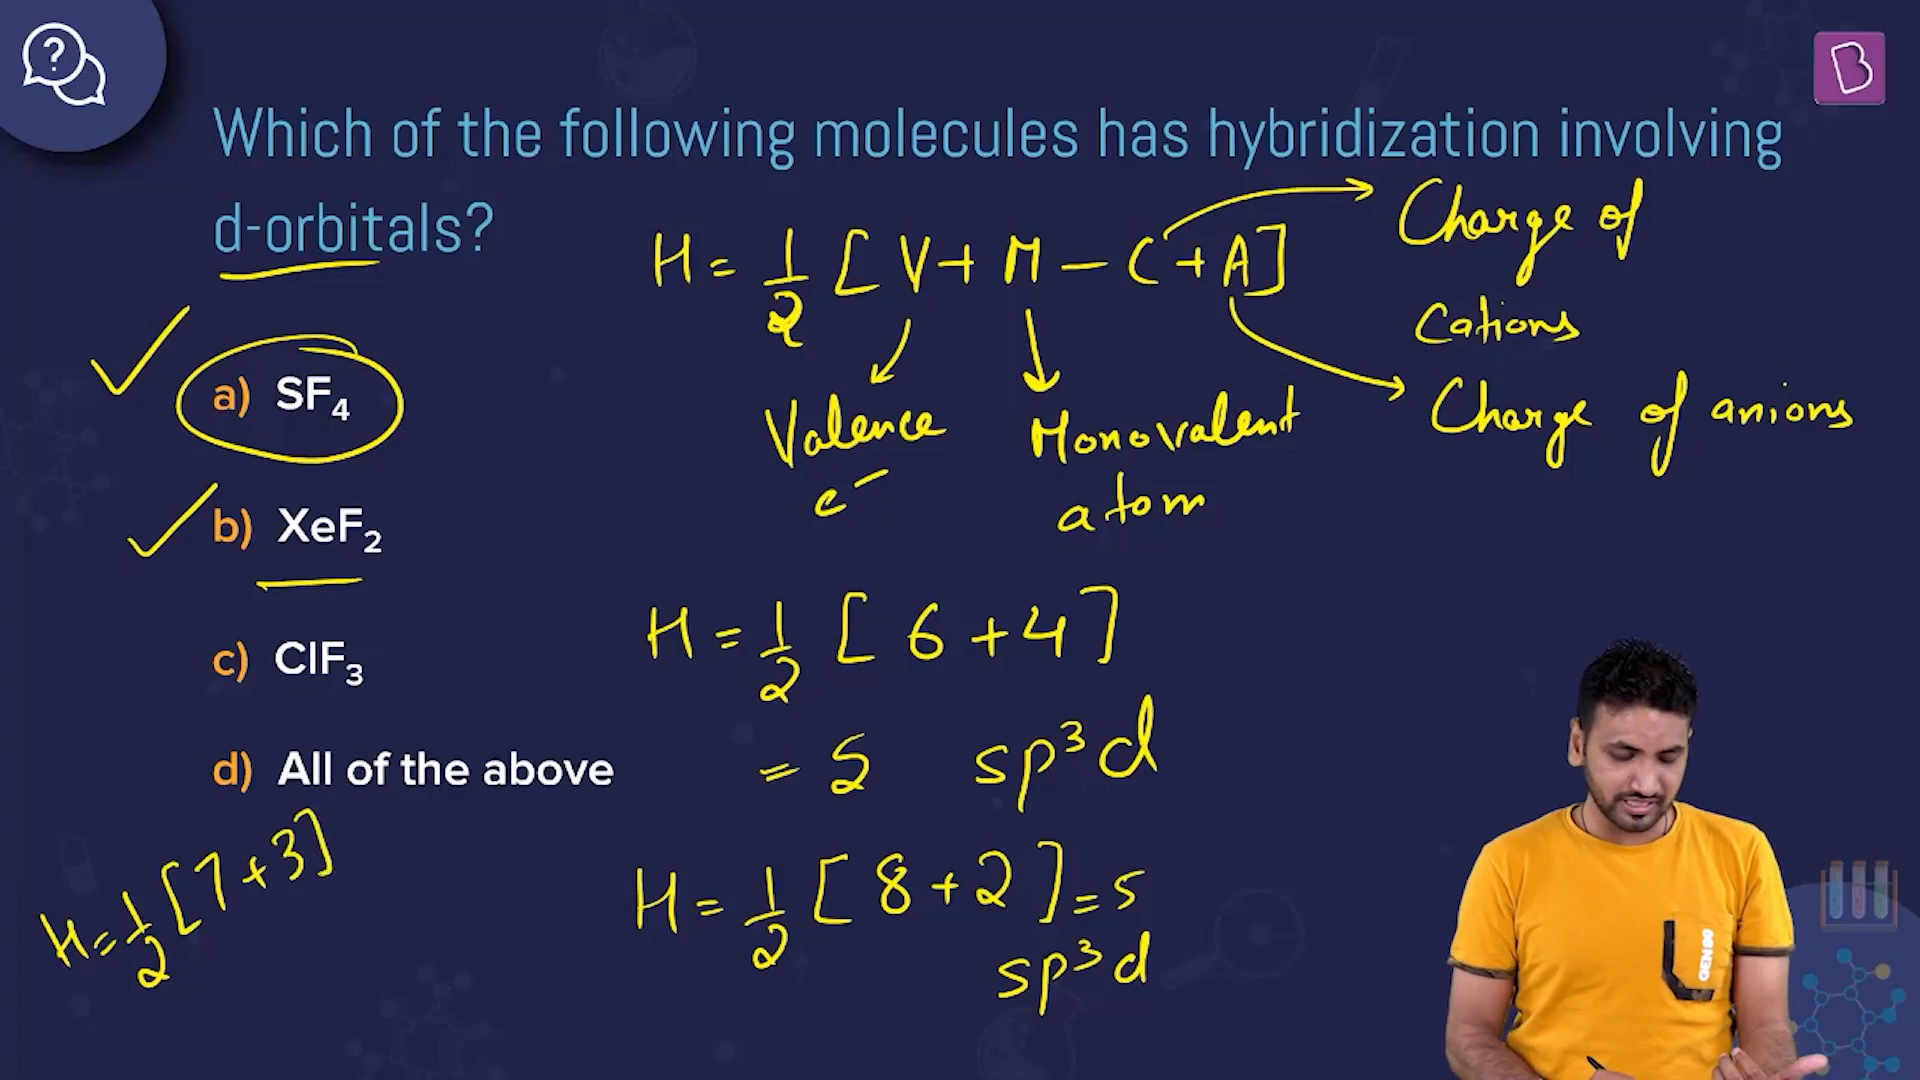 Which of the following molecules has hybridization involving
d-orbitals?
H = 1/2 [V + M - C + A]
Charge of
Cations
Charge of anions
Valence
e⁻
Monovalent
atom
a) SF₄
b) XeF₂
c) ClF₃
d) All of the above
H = 1/2 [6 + 4]
= 5 sp³d
H = 1/2 [8 + 2] = 5
sp³d
H = 1/2 [7 + 3]
?
B
GENSO